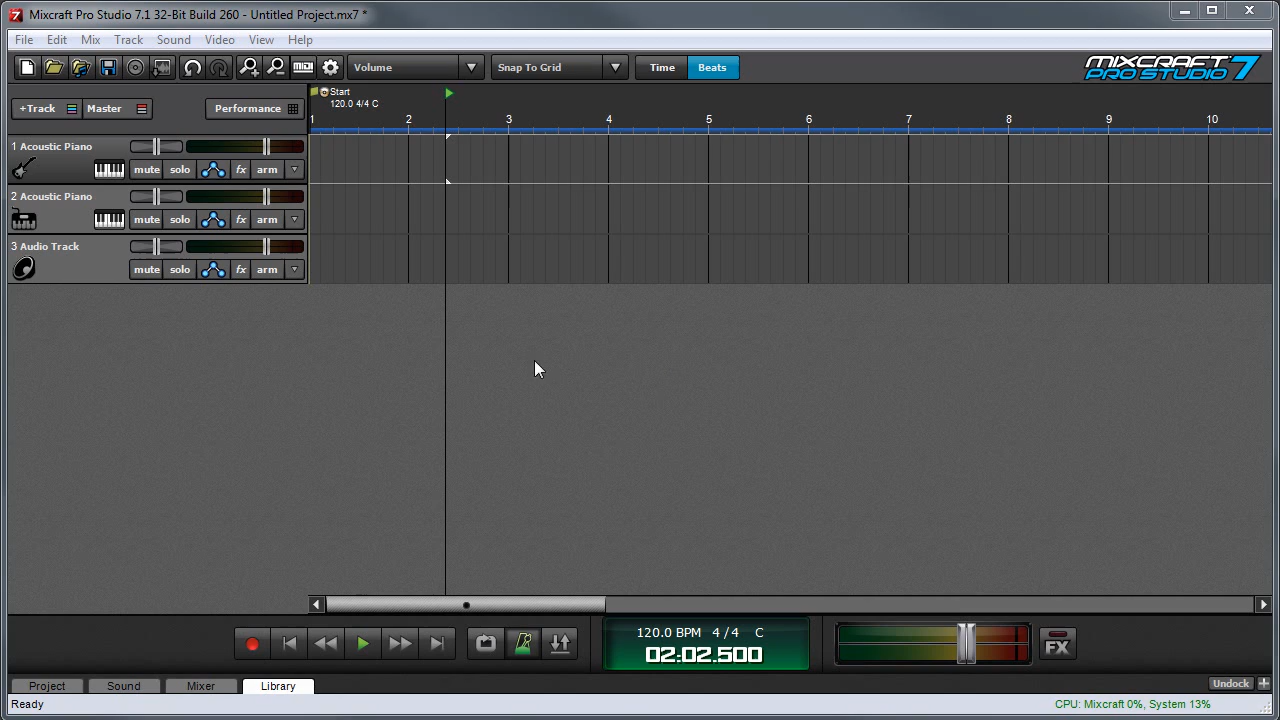 Mixcraft Pro Studio 7.1 32-Bit Build 260 - Untitled Project.mx7 *
File Edit Mix Track Sound Video View Help
Volume Snap To Grid Time Beats MIXCRAFT PRO STUDIO 7
+Track Master Performance
Start
120.0 4/4 C
1 2 3 4 5 6 7 8 9 10
1 Acoustic Piano
mute solo fx arm
2 Acoustic Piano
mute solo fx arm
3 Audio Track
mute solo fx arm
120.0 BPM 4 / 4 C
02:02.500
FX
Project Sound Mixer Library Undock
Ready CPU: Mixcraft 0%, System 13%